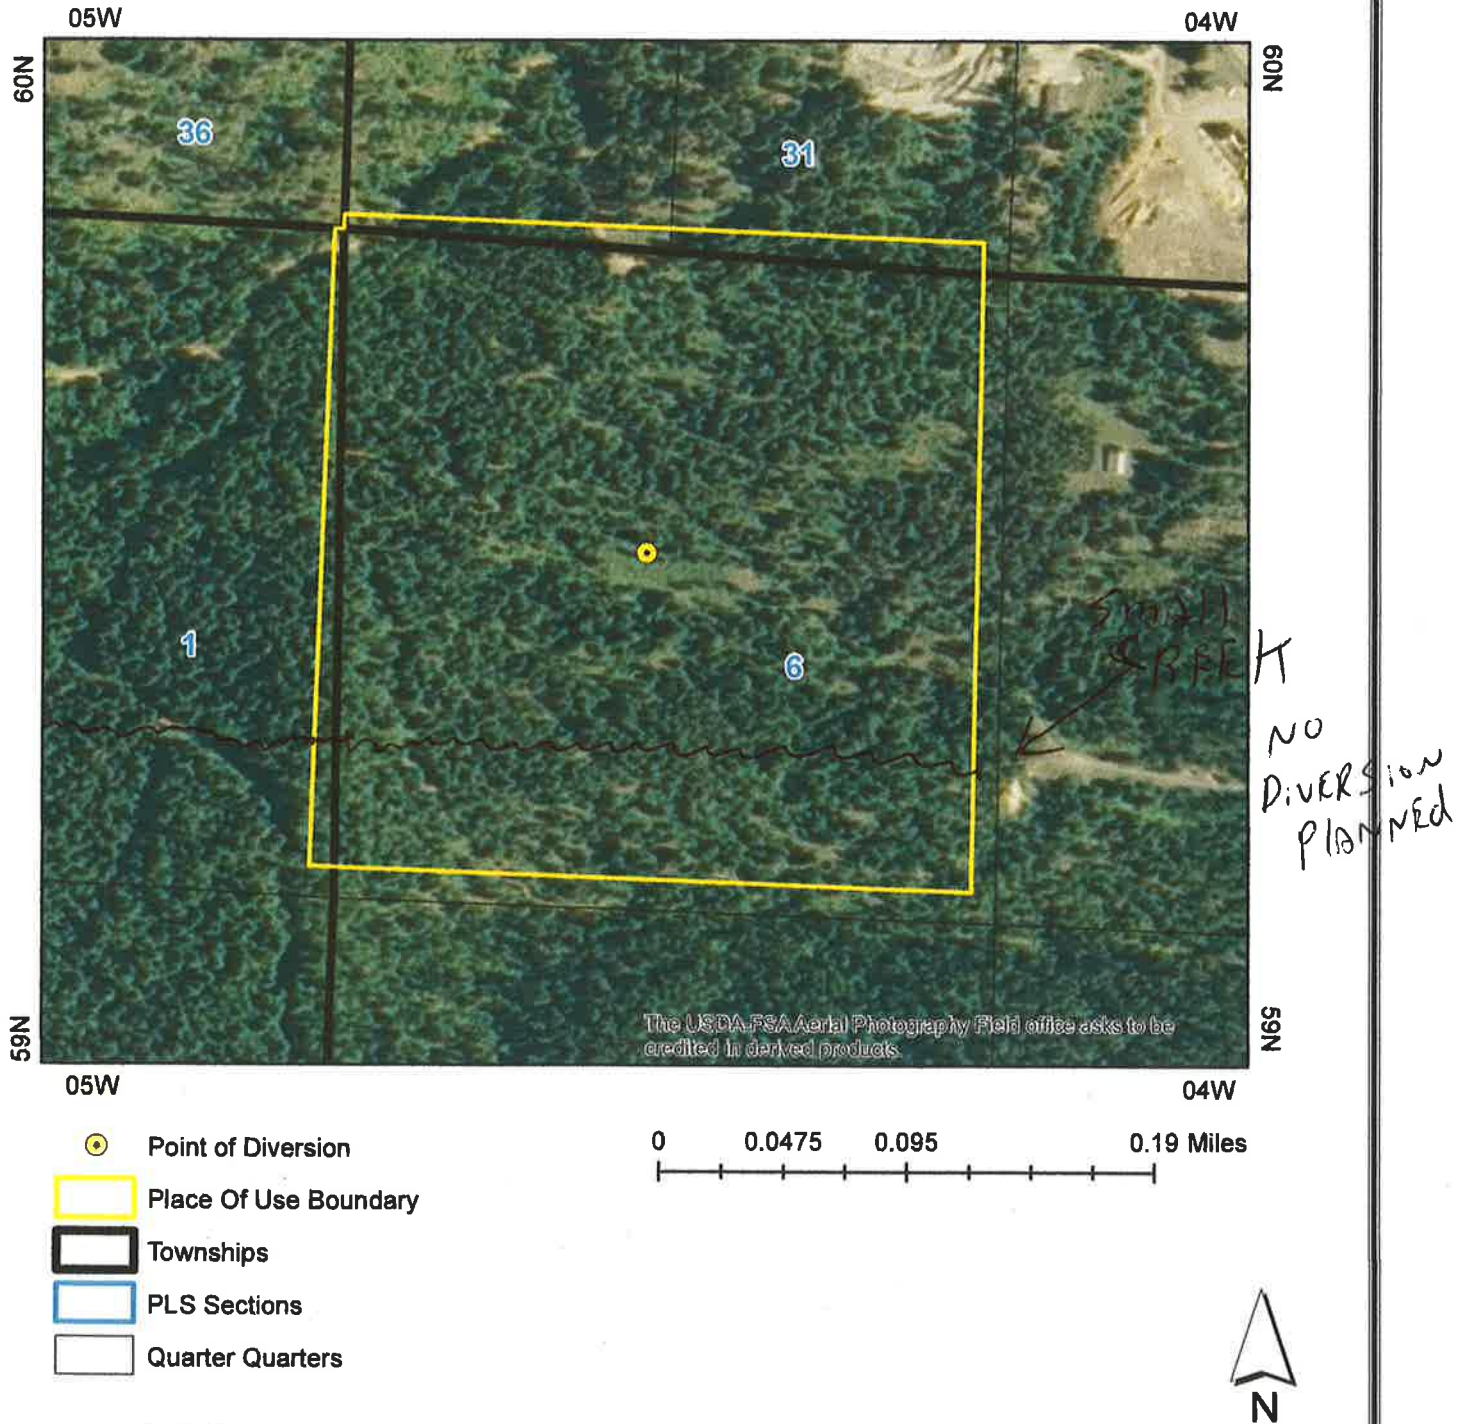 05W 04W
60N 60N
36
31
1
6
Small
CREEK
NO
DiVERSioN
PlANNEd
The USDA-FSA Aerial Photography Field office asks to be
credited in derived products.
59N 59N
05W 04W
Point of Diversion
Place Of Use Boundary
Townships
PLS Sections
Quarter Quarters
0 0.0475 0.095 0.19 Miles
N